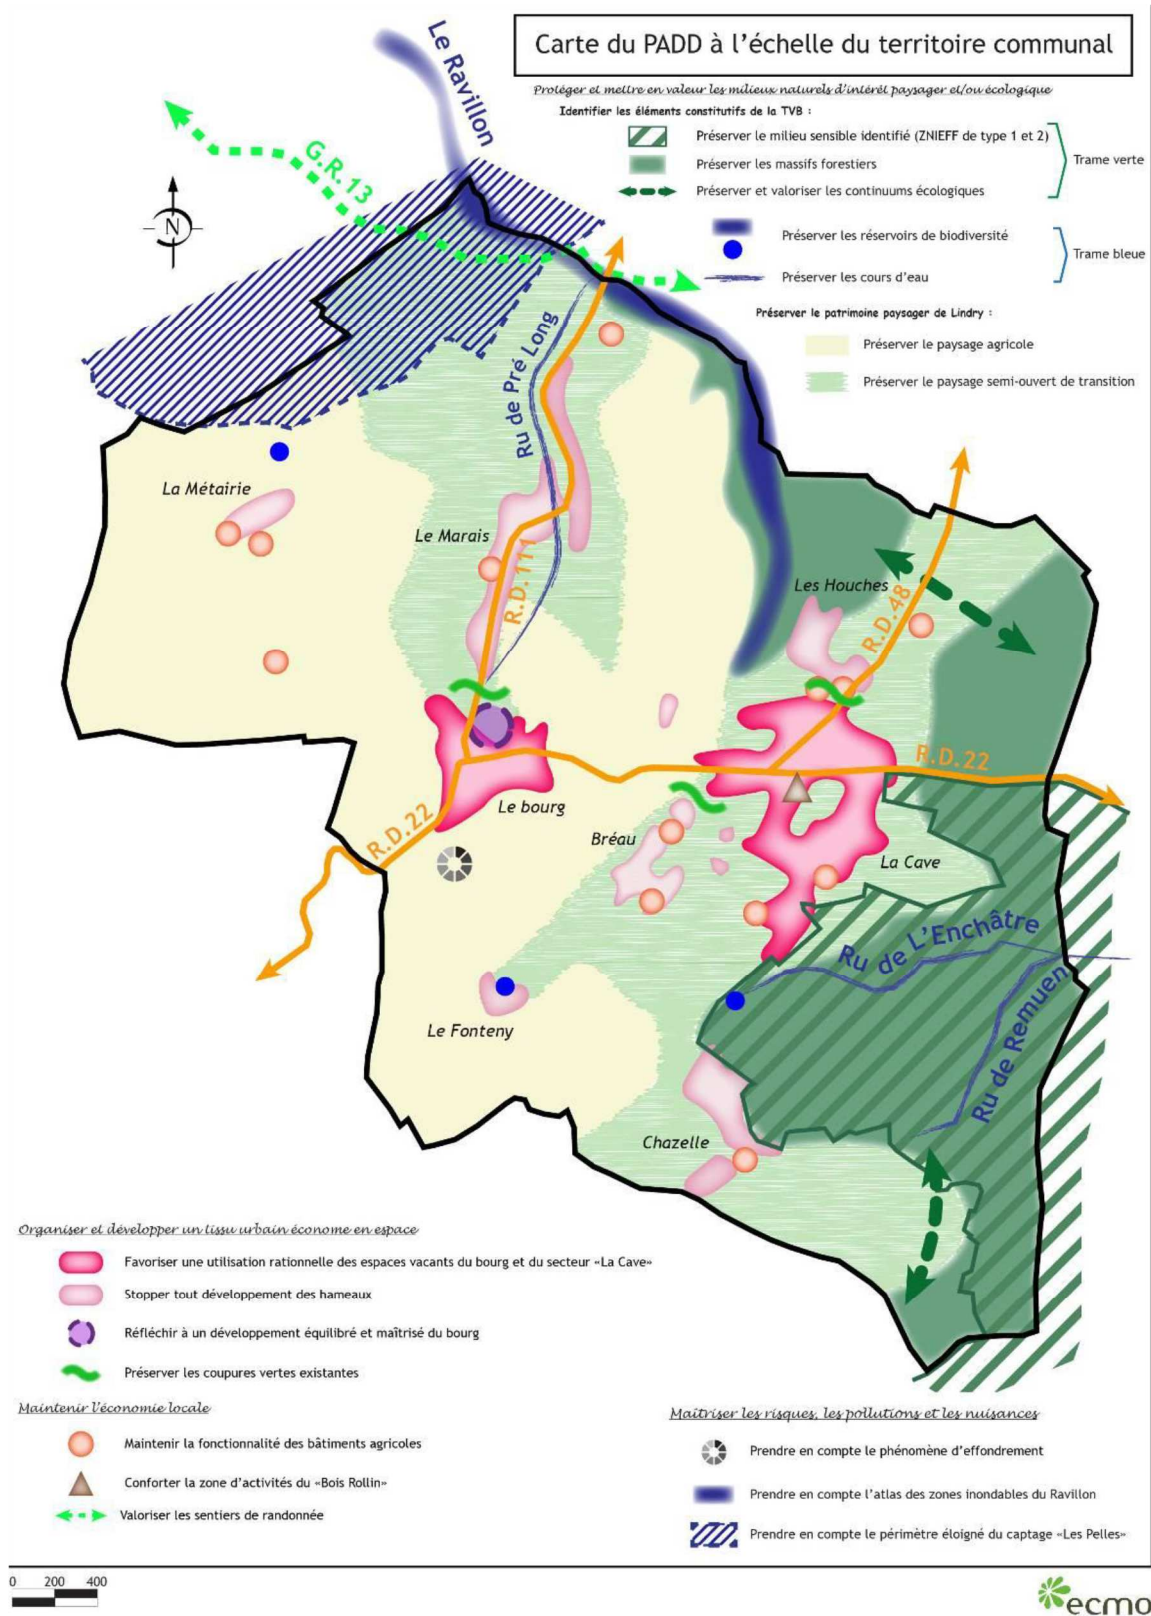 Carte du PADD à l'échelle du territoire communal
Protéger et mettre en valeur les milieux naturels d'intérêt paysager et/ou écologique
Identifier les éléments constitutifs de la TVB :
Préserver le milieu sensible identifié (ZNIEFF de type 1 et 2)
Préserver les massifs forestiers
Trame verte
Préserver et valoriser les continuums écologiques
Préserver les réservoirs de biodiversité
Trame bleue
Préserver les cours d'eau
Préserver le patrimoine paysager de Lindry :
Préserver le paysage agricole
Préserver le paysage semi-ouvert de transition
Le Ravillon
G.R.13
N
Ru de Pré Long
La Métairie
Le Marais
R.D.111
Les Houches
R.D.48
R.D.22
Le bourg
R.D.22
Bréau
La Cave
Ru de L'Enchâtre
Ru de Remuen
Le Fonteny
Chazelle
Organiser et développer un tissu urbain économe en espace
Favoriser une utilisation rationnelle des espaces vacants du bourg et du secteur «La Cave»
Stopper tout développement des hameaux
Réfléchir à un développement équilibré et maîtrisé du bourg
Préserver les coupures vertes existantes
Maintenir l'économie locale
Maintenir la fonctionnalité des bâtiments agricoles
Conforter la zone d'activités du «Bois Rollin»
Valoriser les sentiers de randonnée
Maîtriser les risques, les pollutions et les nuisances
Prendre en compte le phénomène d'effondrement
Prendre en compte l'atlas des zones inondables du Ravillon
Prendre en compte le périmètre éloigné du captage «Les Pelles»
0 200 400
ecmo